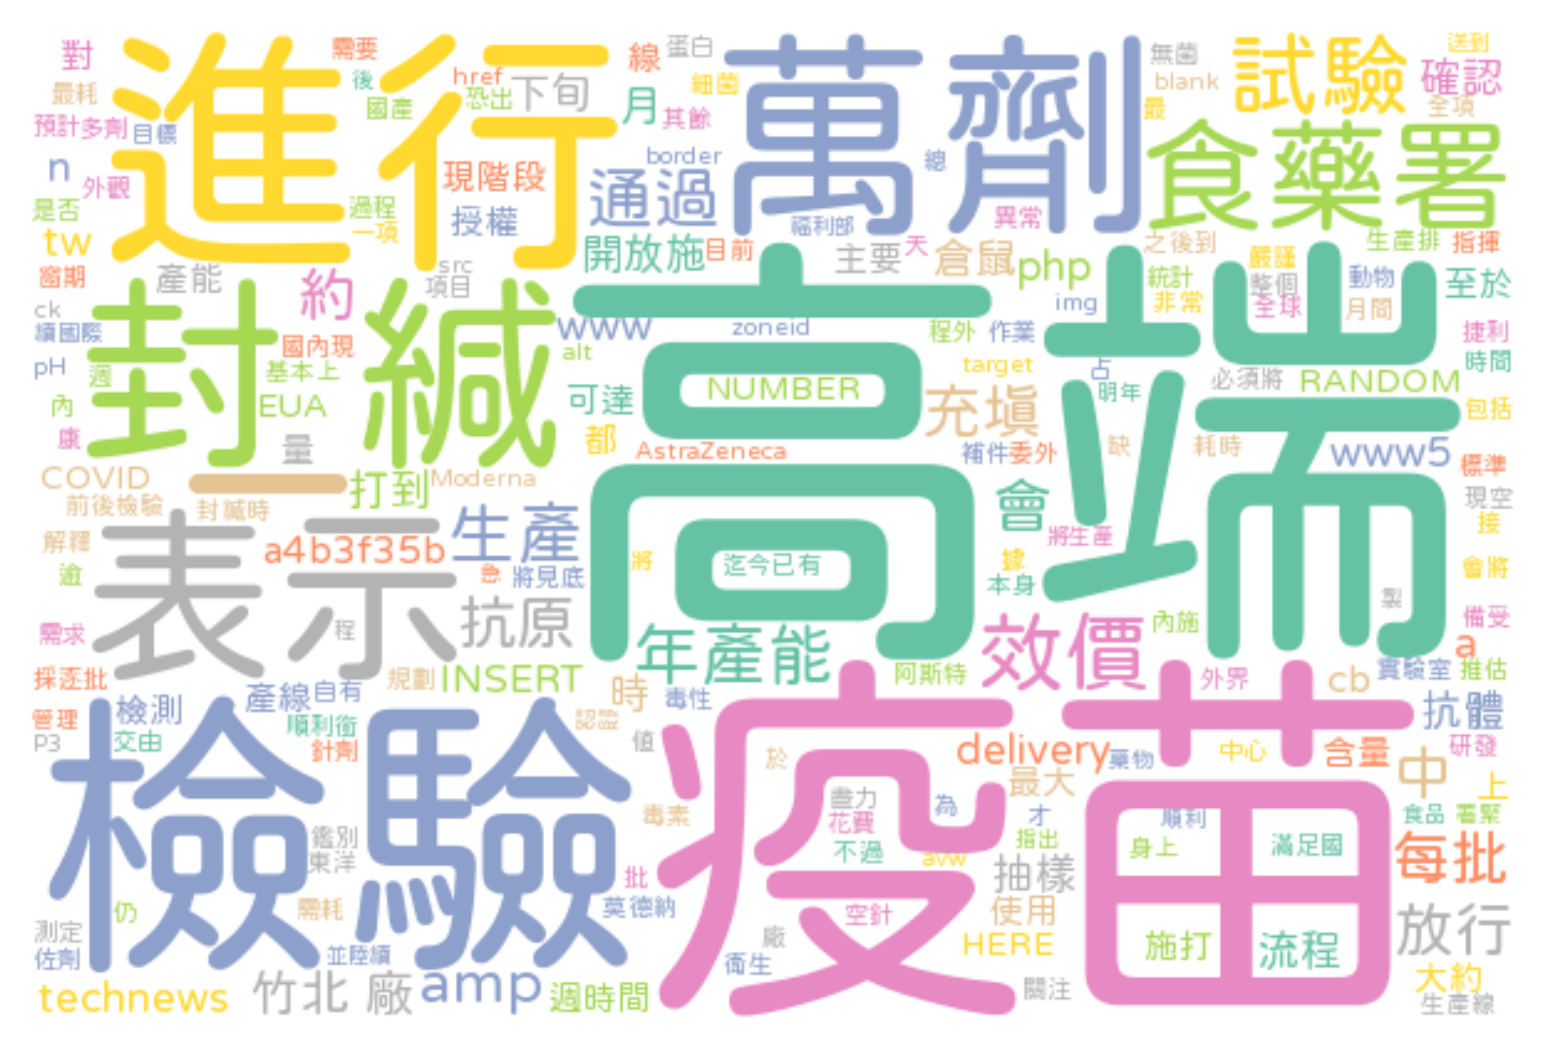 對
需要
線
蛋白
無菌
試驗
送到
進行
萬劑
最耗
後
href
下旬
細菌
blank
確認
國產
恐出
月
其餘
最
全項
預計多劑
目標
食藥署
n
外觀
現階段
border
總
通過
是否
過程
授權
福利部
異常
tw
一項
開放施
目前
主要
天
倉鼠
php
之後到
生產排
指揮
窗期
產能
src
項目
約
統計
嚴謹
整個
動物
至於
ck
封緘
www
zoneid
img
非常
全球
月間
續國際
國內現
高端
程外
作業
捷利
pH
週
基本上
alt
target
占
時間
內
EUA
可達
NUMBER
充填
明年
必須將
RANDOM
包括
康
量
都
AstraZeneca
補件
委外
缺
耗時
www5
標準
COVID
一
打到
Moderna
會
現空
前後檢驗
封緘時
將生產
接
解釋
表示
a4b3f35b
生產
將
迄今已有
據
逾
急
將見底
本身
會將
製
需求
程
抗原
年產能
效價
內施
備受
a
採逐批
規劃
INSERT
時
毒性
阿斯特
外界
cb
實驗室
推估
管理
檢測
產線
自有
疫苗
抗體
P3
交由
順利銜
針劑
值
於
delivery
藥物
中心
含量
研發
檢驗
最大
中
上
毒素
盡力
為
才
順利
食品
署緊
鑑別
花費
指出
身上
滿足國
每批
東洋
不過
avw
批
抽樣
仍
需耗
莫德納
空針
使用
測定
廠
施打
流程
放行
佐劑
並陸續
衛生
HERE
technews
竹北
廠
amp
週時間
關注
大約
生產線